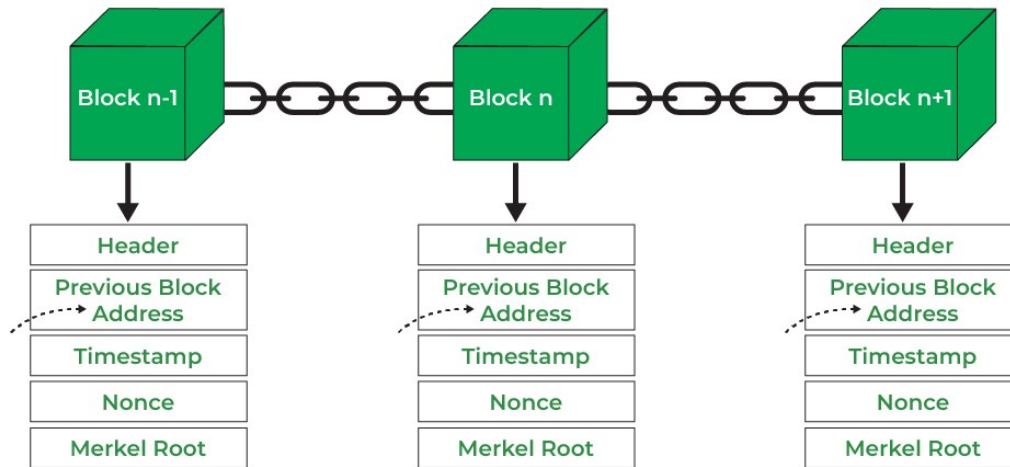 Block n-1
Block n
Block n+1
Header
Previous Block
Address
Timestamp
Nonce
Merkel Root
Header
Previous Block
Address
Timestamp
Nonce
Merkel Root
Header
Previous Block
Address
Timestamp
Nonce
Merkel Root